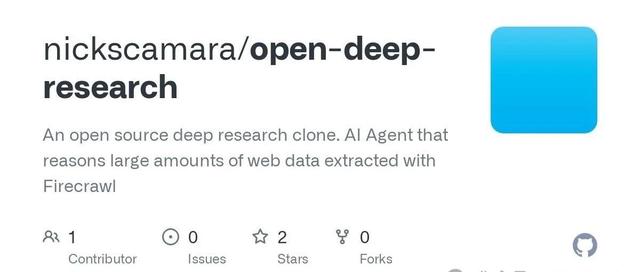 nickscamara/open-deep-
research
An open source deep research clone. AI Agent that
reasons large amounts of web data extracted with
Firecrawl
1 0 2 0
Contributor Issues Stars Forks